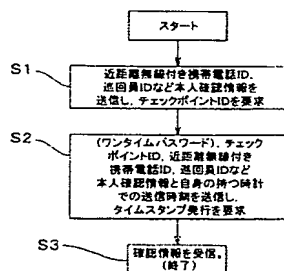 スタート
S1
近距離無線付き携帯電話ID、
巡回員IDなど本人確認情報を
送信し、チェックポイントIDを要求
S2
(ワンタイムパスワード)、チェック
ポイントID、近距離無線付き
携帯電話ID、巡回員IDなど
本人確認情報と自身の持つ時計
での送信時刻を送信し、
タイムスタンプ発行を要求
S3
確認情報を受信。
(終了)